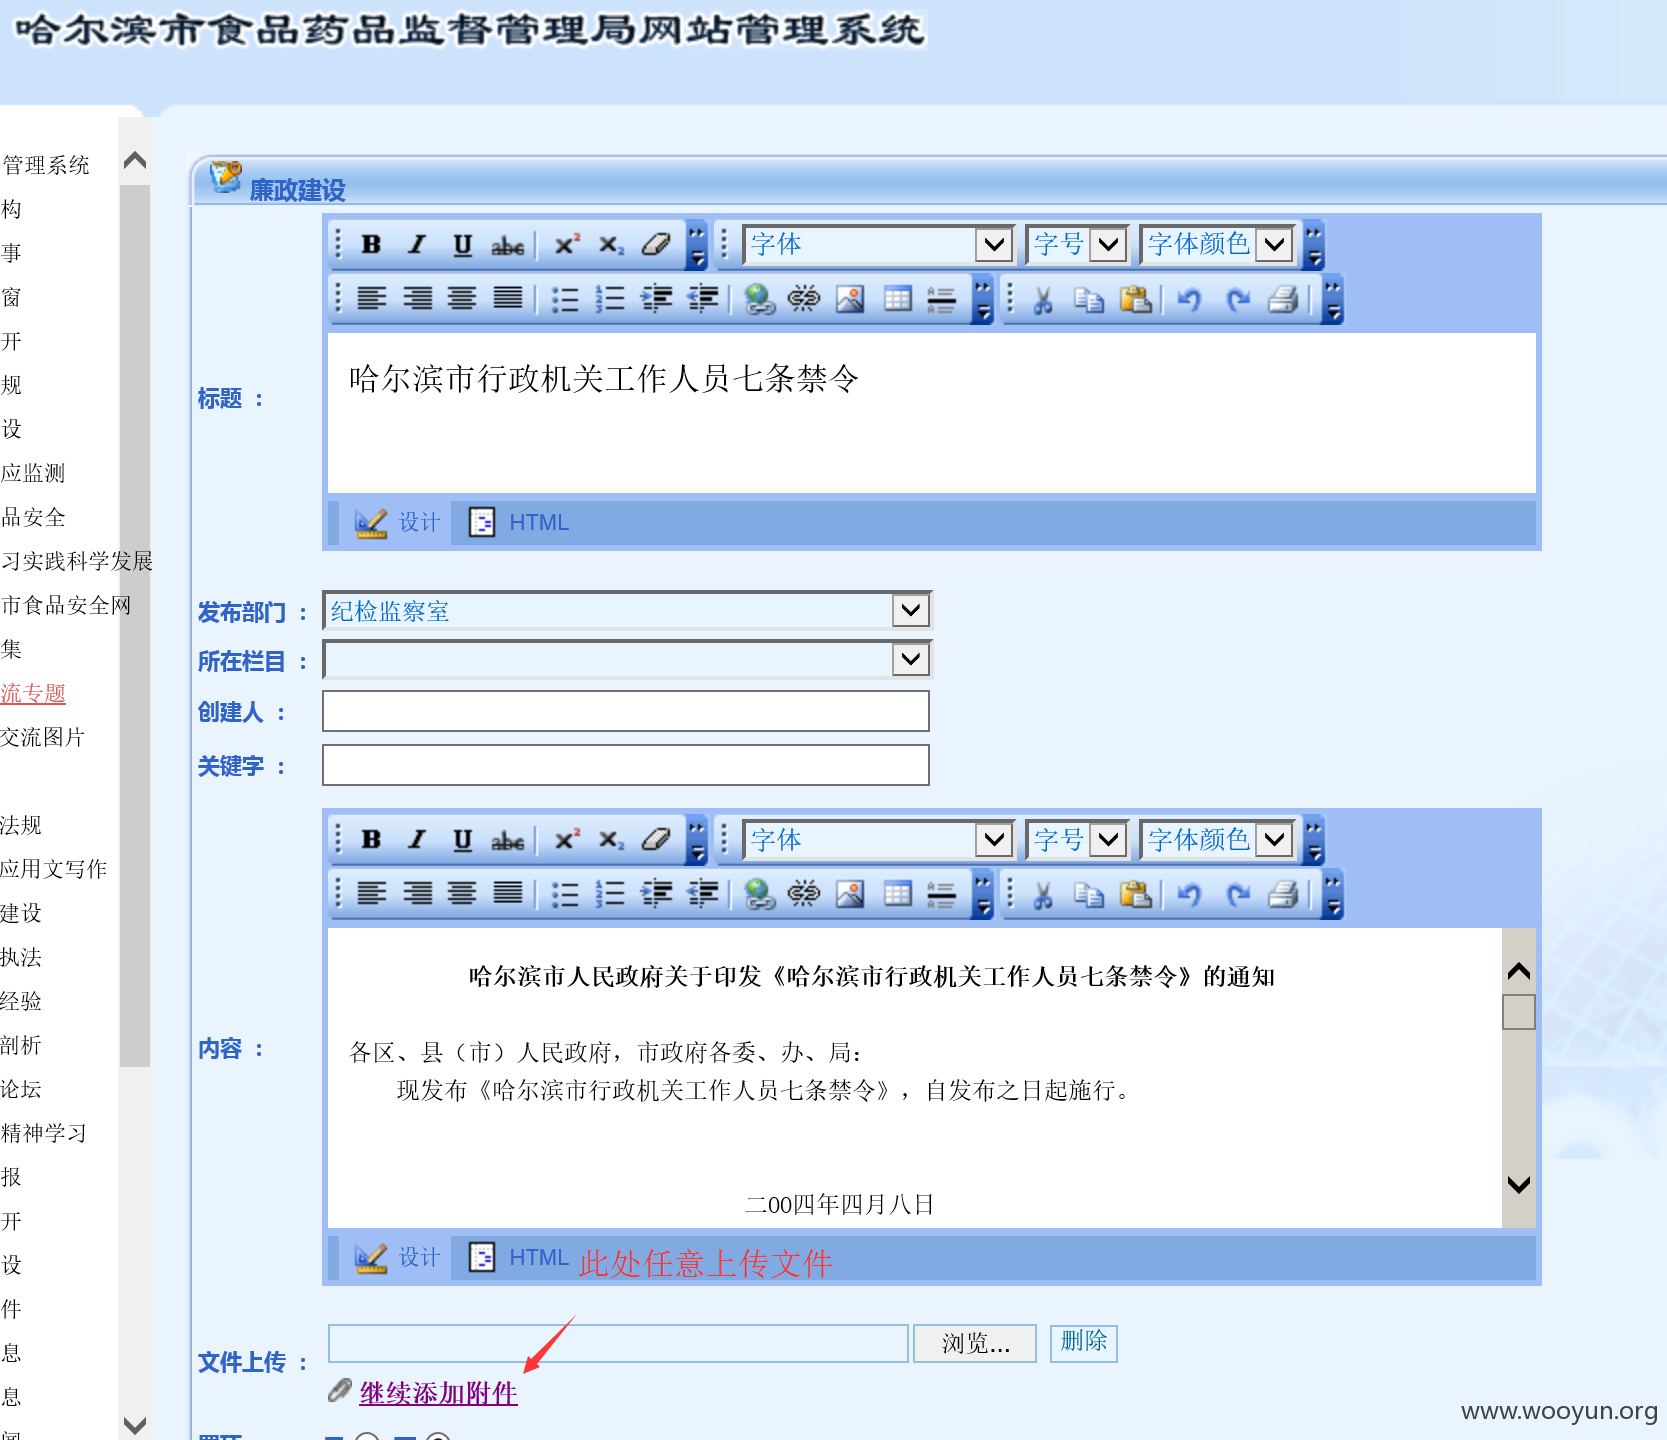 哈尔滨市食品药品监督管理局网站管理系统
管理系统
构
事
窗
开
规
设
应监测
品安全
习实践科学发展
市食品安全网
集
流专题
交流图片
法规
应用文写作
建设
执法
经验
剖析
论坛
精神学习
报
开
设
件
息
息
廉政建设
B I U abc x² x₂ 字体 字号 字体颜色
标题 ：
哈尔滨市行政机关工作人员七条禁令
设计 HTML
发布部门 ： 纪检监察室
所在栏目 ：
创建人 ：
关键字 ：
B I U abc x² x₂ 字体 字号 字体颜色
内容 ：
哈尔滨市人民政府关于印发《哈尔滨市行政机关工作人员七条禁令》的通知
各区、县（市）人民政府，市政府各委、办、局：
现发布《哈尔滨市行政机关工作人员七条禁令》，自发布之日起施行。
二00四年四月八日
设计 HTML 此处任意上传文件
文件上传 ： 浏览... 删除
继续添加附件
www.wooyun.org